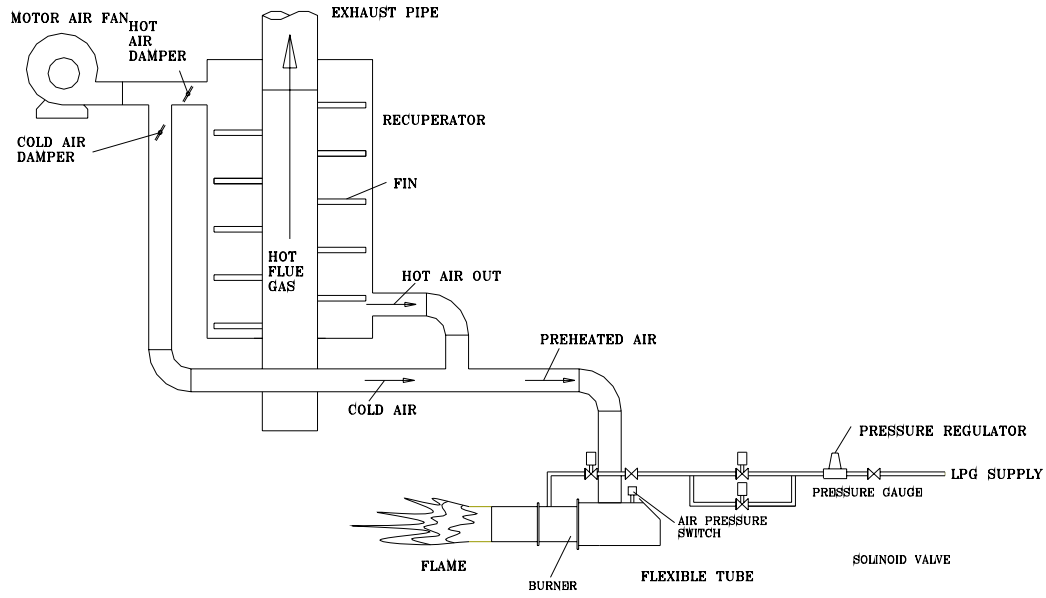 EXHAUST PIPE
MOTOR AIR FAN
HOT
AIR
DAMPER
RECUPERATOR
COLD AIR
DAMPER
FIN
HOT
FLUE
GAS
HOT AIR OUT
PREHEATED AIR
COLD AIR
PRESSURE REGULATOR
LPG SUPPLY
PRESSURE GAUGE
AIR PRESSURE
SWITCH
SOLINOID VALVE
FLAME
FLEXIBLE TUBE
BURNER